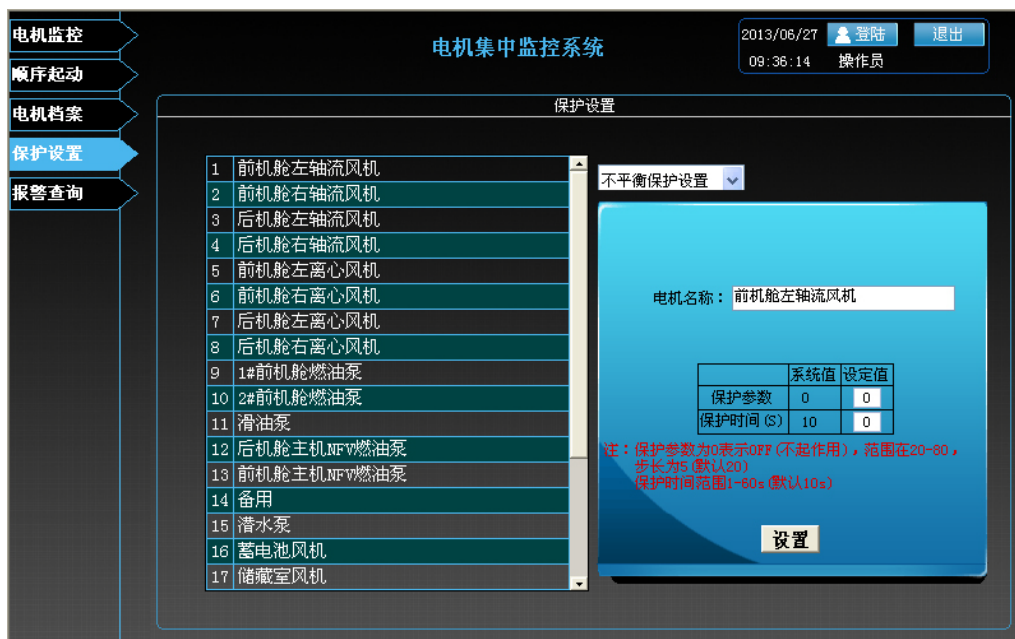 电机监控
顺序起动
电机档案
保护设置
报警查询
电机集中监控系统
2013/06/27 登陆 退出
09:36:14 操作员
保护设置
1 前机舱左轴流风机
2 前机舱右轴流风机
3 后机舱左轴流风机
4 后机舱右轴流风机
5 前机舱左离心风机
6 前机舱右离心风机
7 后机舱左离心风机
8 后机舱右离心风机
9 1#前机舱燃油泵
10 2#前机舱燃油泵
11 滑油泵
12 后机舱主机NFV燃油泵
13 前机舱主机NFV燃油泵
14 备用
15 潜水泵
16 蓄电池风机
17 储藏室风机
不平衡保护设置
电机名称：前机舱左轴流风机
系统值 设定值
保护参数 0 0
保护时间(S) 10 0
注：保护参数为0表示OFF(不起作用)，范围在20-80，
步长为5(默认20)
保护时间范围1-60s(默认10s)
设置